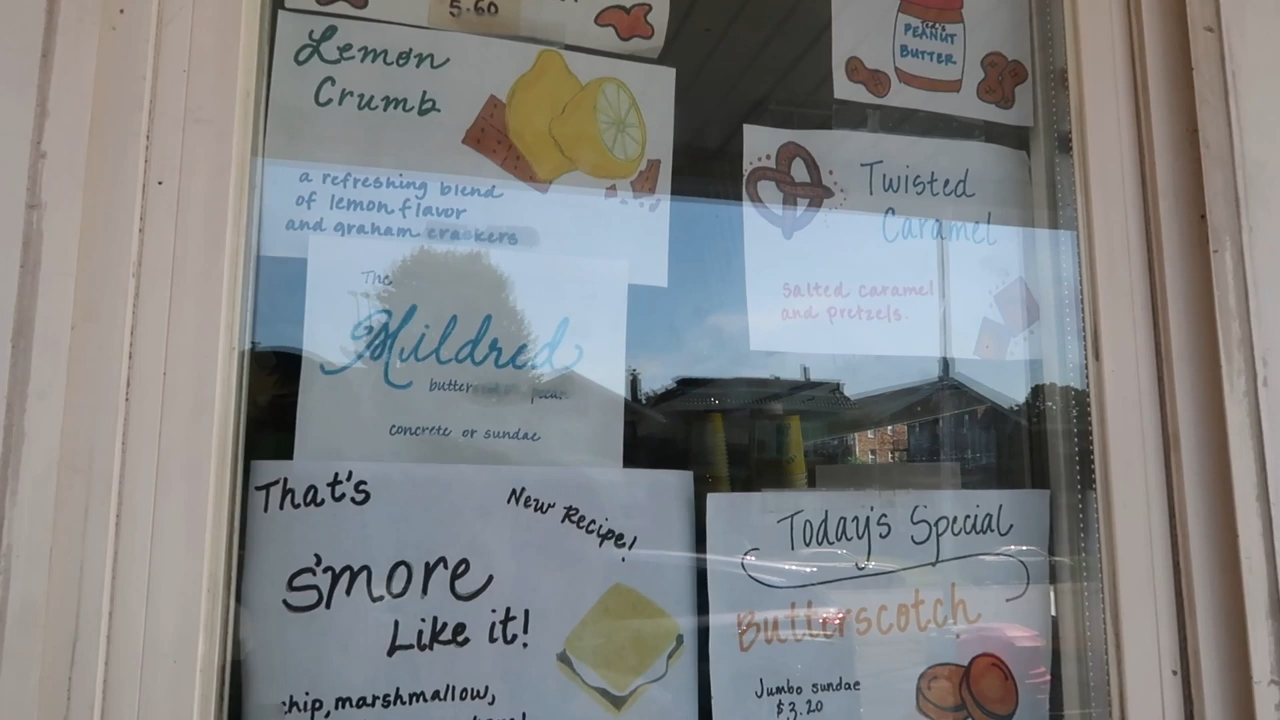 5.60
Lemon
Crumb
a refreshing blend
of lemon flavor
and graham crackers
Ted's
PEANUT
BUTTER
Twisted
Caramel
salted caramel
and pretzels.
The
Mildred
butter
concrete or sundae
That's
New Recipe!
s'more
Like it!
chip, marshmallow,
Today's Special
Butterscotch
Jumbo sundae
$3.20